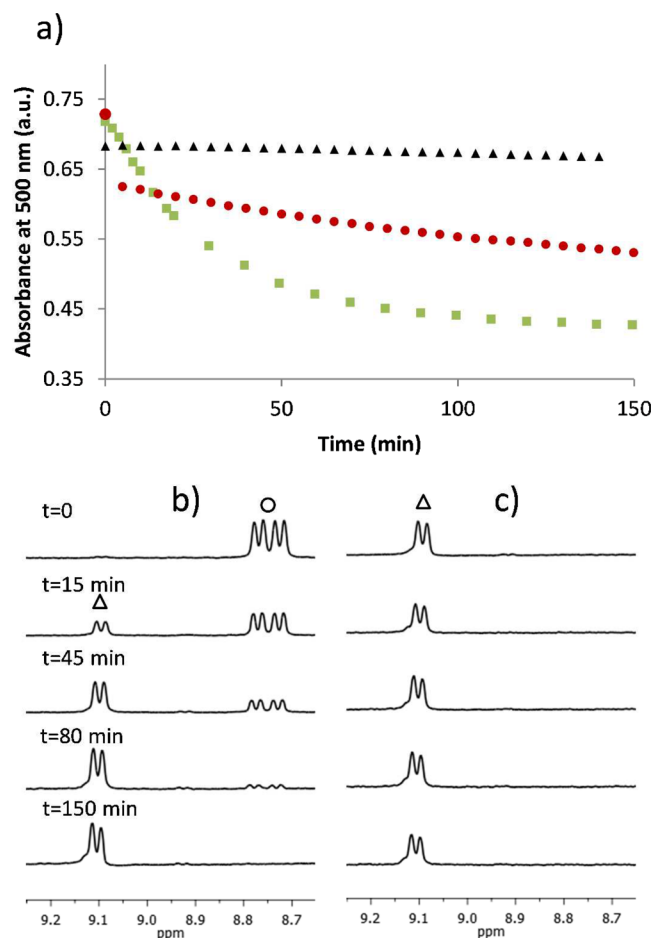 a)
Absorbance at 500 nm (a.u.)
0.75
0.65
0.55
0.45
0.35
0 50 100 150
Time (min)
b) c)
t=0
t=15 min
t=45 min
t=80 min
t=150 min
9.2 9.1 9.0 8.9 8.8 8.7
ppm
9.2 9.1 9.0 8.9 8.8 8.7
ppm